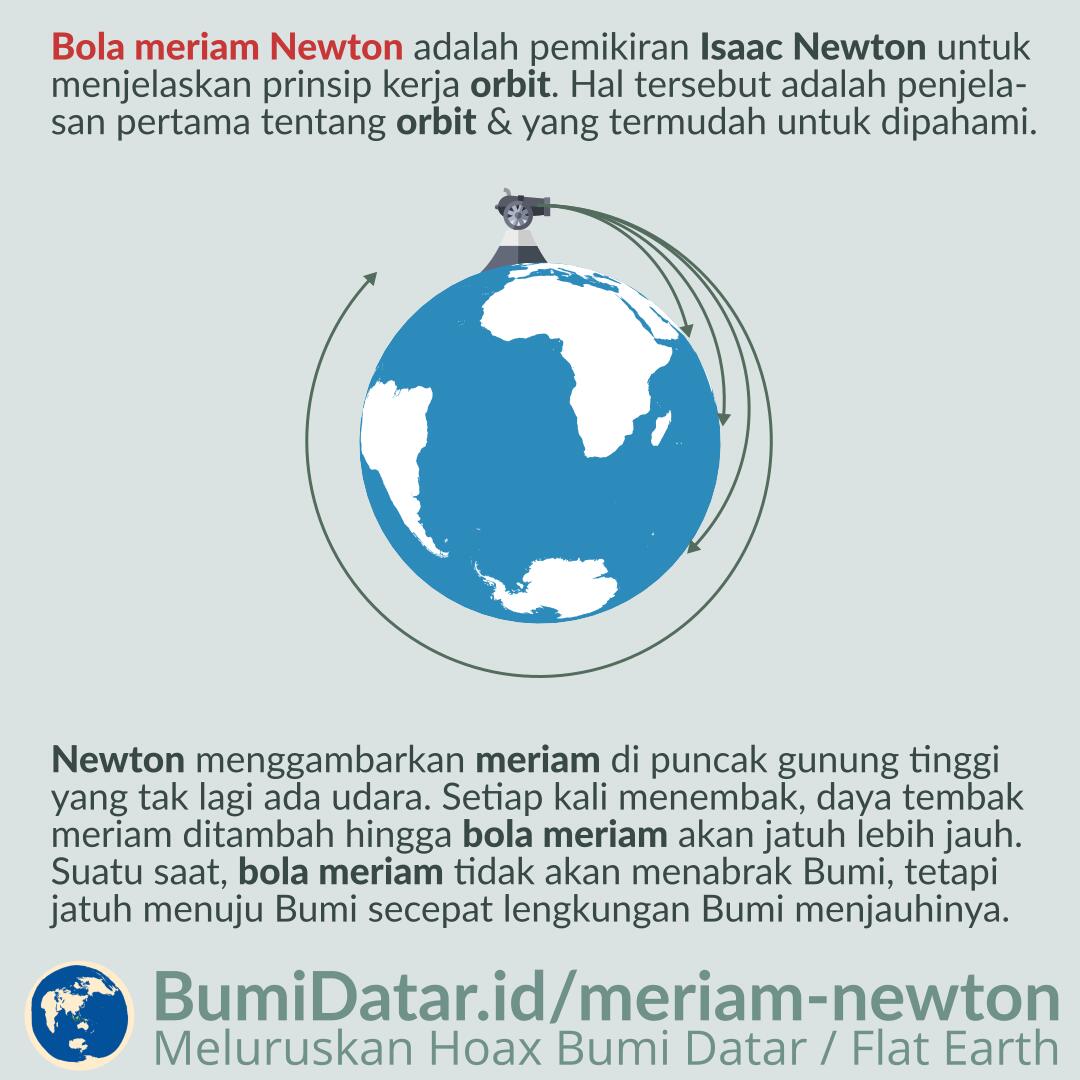 Bola meriam Newton adalah pemikiran Isaac Newton untuk
menjelaskan prinsip kerja orbit. Hal tersebut adalah penjela-
san pertama tentang orbit & yang termudah untuk dipahami.
Newton menggambarkan meriam di puncak gunung tinggi
yang tak lagi ada udara. Setiap kali menembak, daya tembak
meriam ditambah hingga bola meriam akan jatuh lebih jauh.
Suatu saat, bola meriam tidak akan menabrak Bumi, tetapi
jatuh menuju Bumi secepat lengkungan Bumi menjauhinya.
BumiDatar.id/meriam-newton
Meluruskan Hoax Bumi Datar / Flat Earth